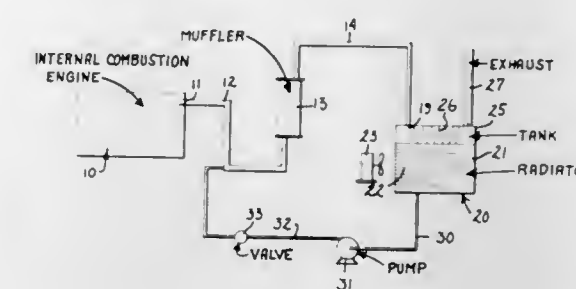 14
MUFFLER
INTERNAL COMBUSTION
ENGINE
11
12
13
EXHAUST
27
19
26
25
TANK
23
21
22
RADIATO
10
20
33
32
30
VALVE
PUMP
31